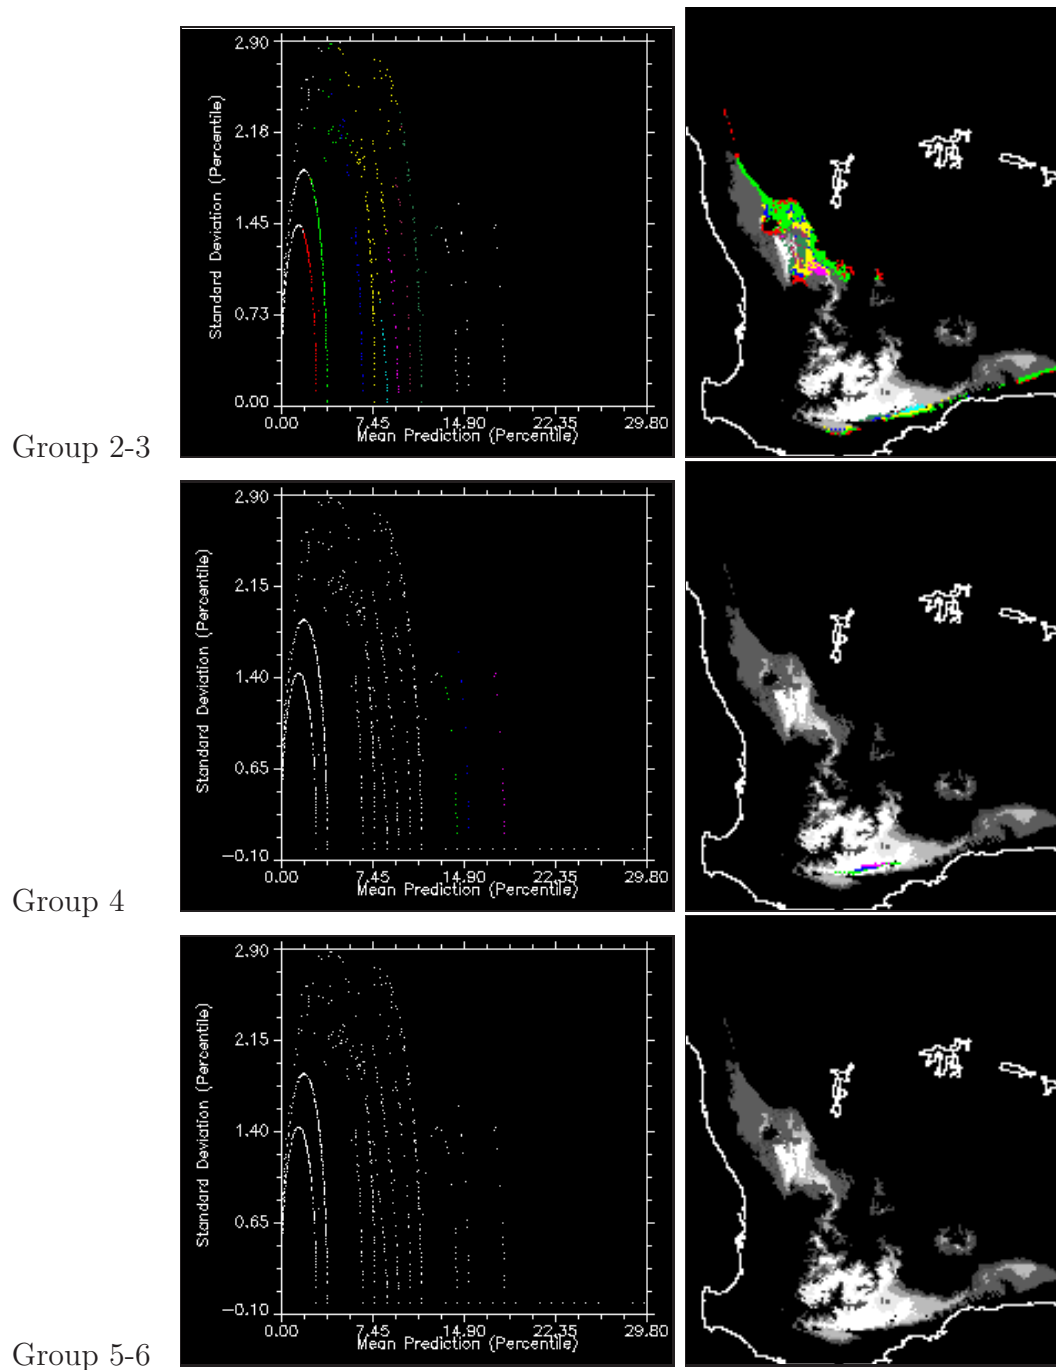 2.90
2.18
1.45
0.73
0.00
Standard Deviation (Percentile)
0.00 7.45 14.90 22.35 29.80
Mean Prediction (Percentile)
Group 2-3
2.90
2.15
1.40
0.65
−0.10
Standard Deviation (Percentile)
0.00 7.45 14.90 22.35 29.80
Mean Prediction (Percentile)
Group 4
2.90
2.15
1.40
0.65
−0.10
Standard Deviation (Percentile)
0.00 7.45 14.90 22.35 29.80
Mean Prediction (Percentile)
Group 5-6